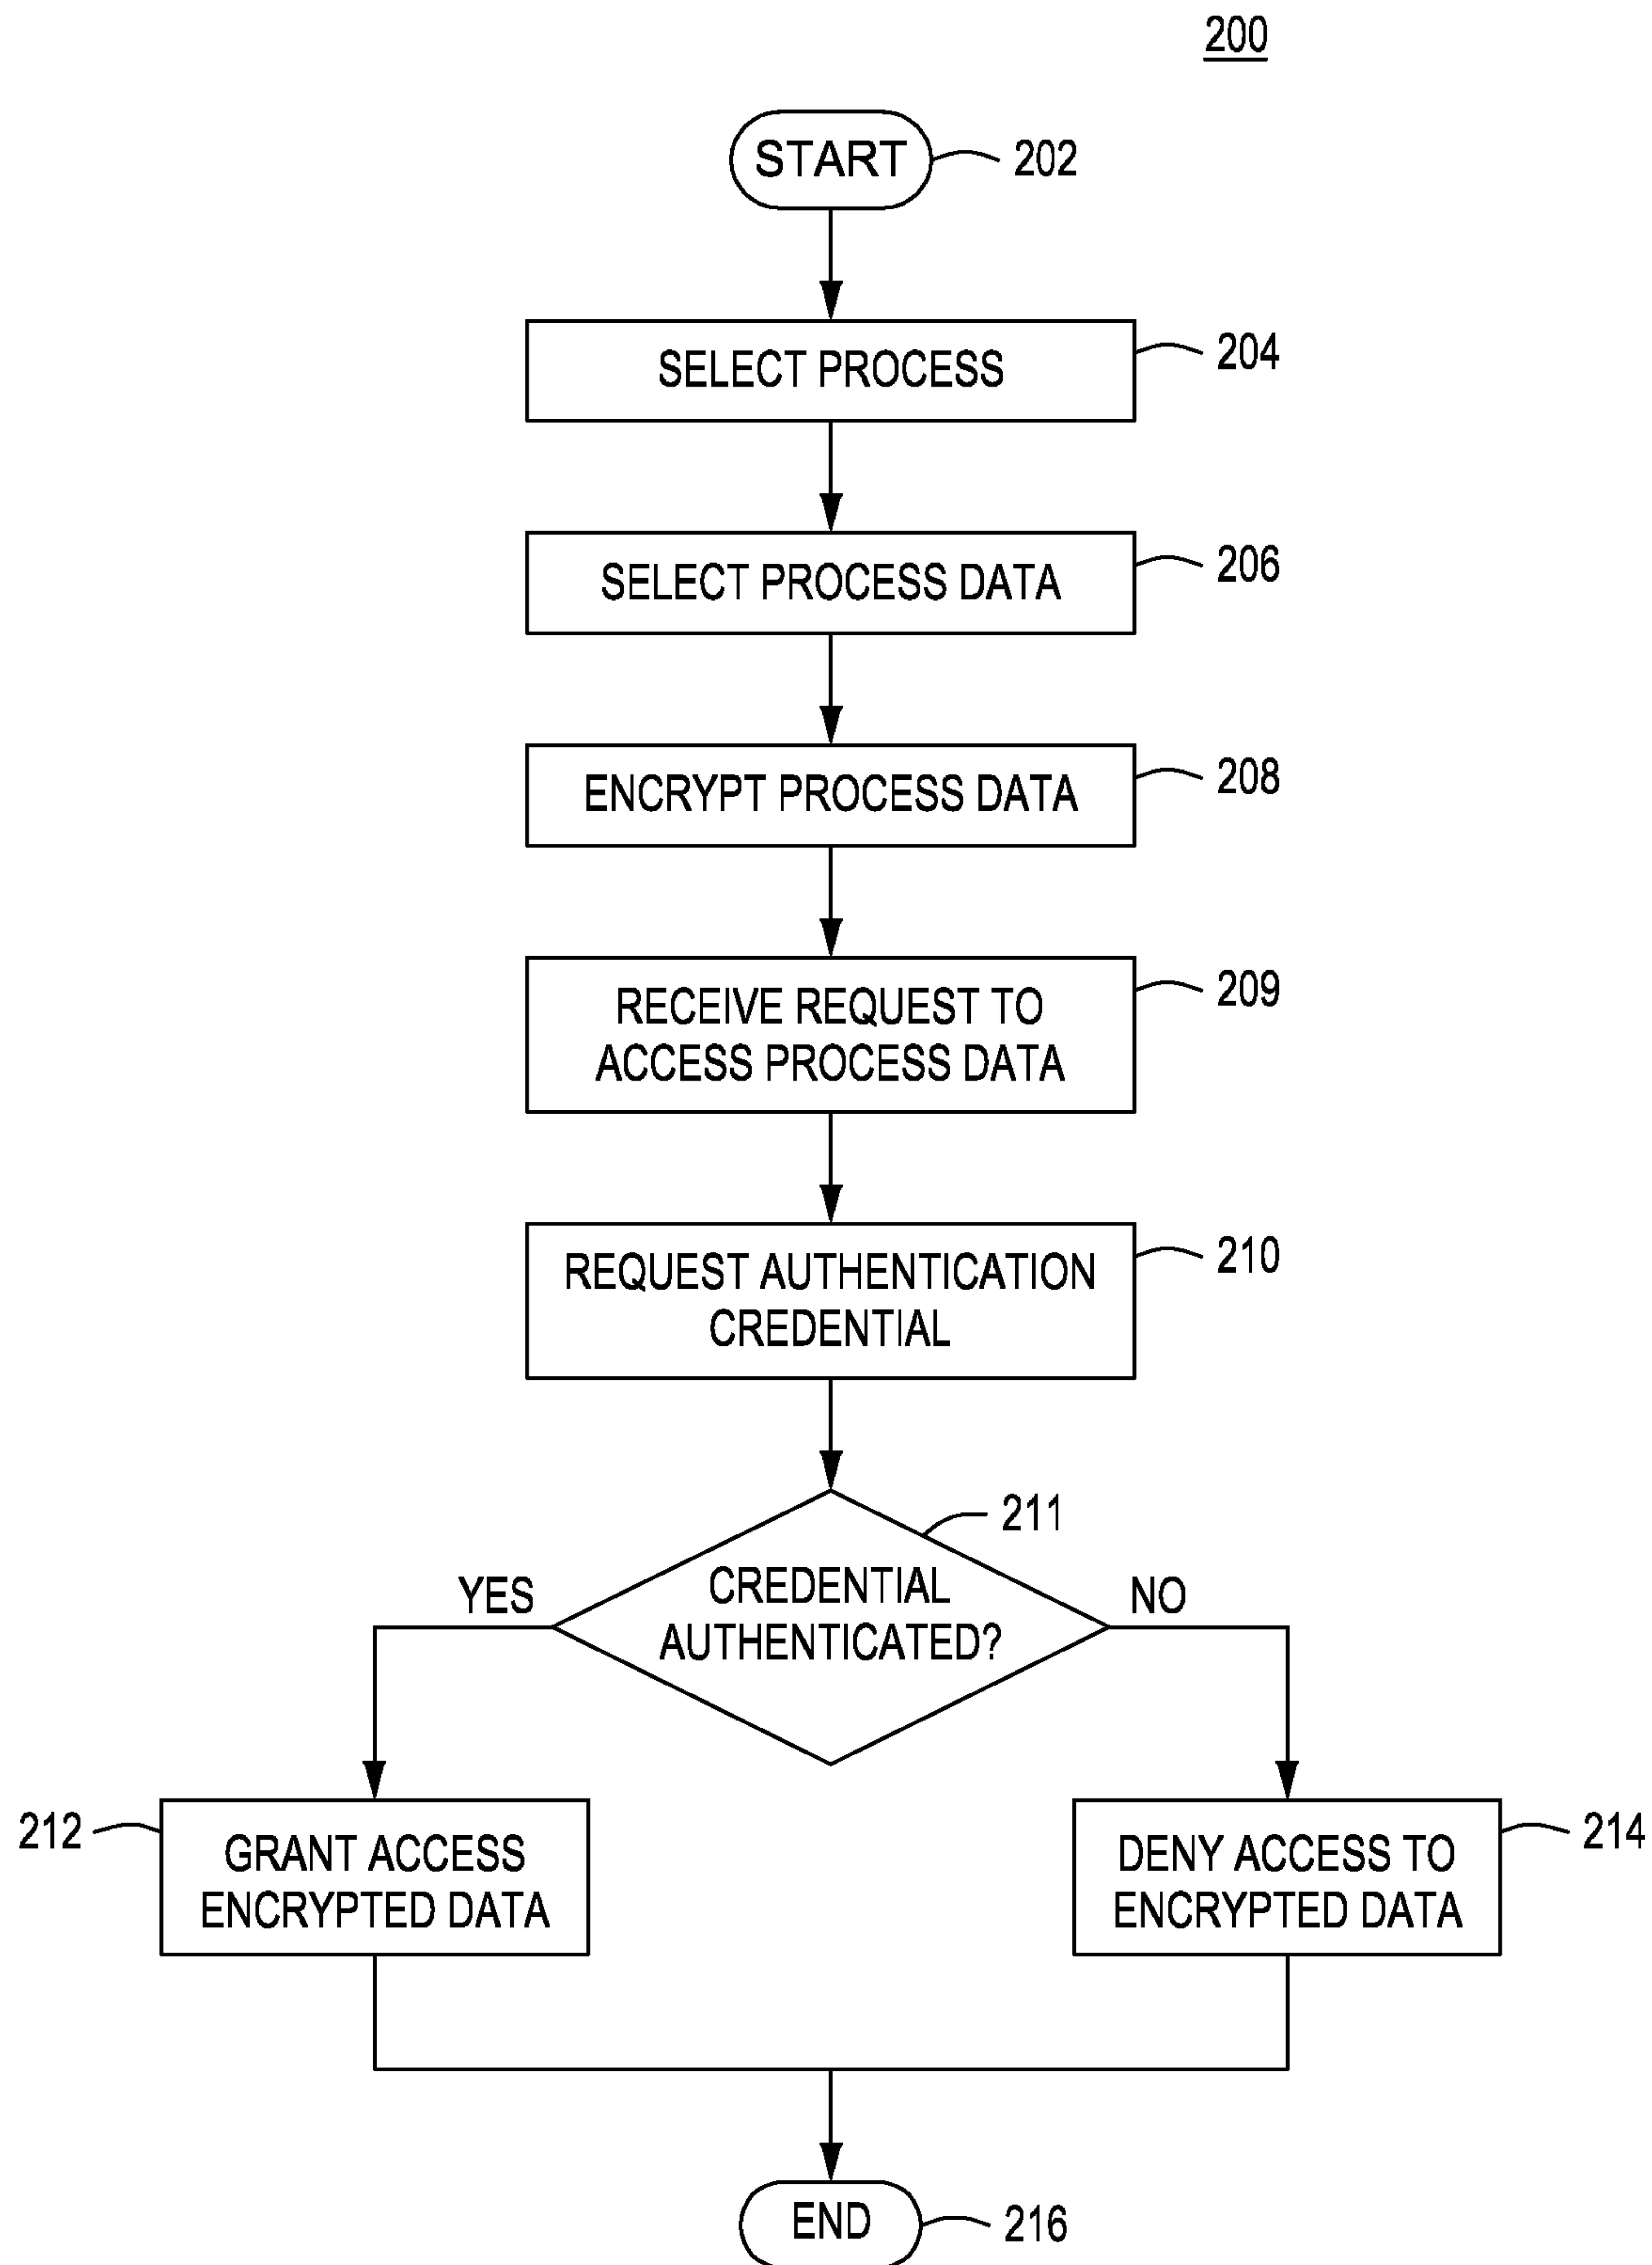 200
START
202
SELECT PROCESS
204
SELECT PROCESS DATA
206
ENCRYPT PROCESS DATA
208
RECEIVE REQUEST TO
ACCESS PROCESS DATA
209
REQUEST AUTHENTICATION
CREDENTIAL
210
211
CREDENTIAL
AUTHENTICATED?
YES
NO
212
GRANT ACCESS
ENCRYPTED DATA
DENY ACCESS TO
ENCRYPTED DATA
214
END
216